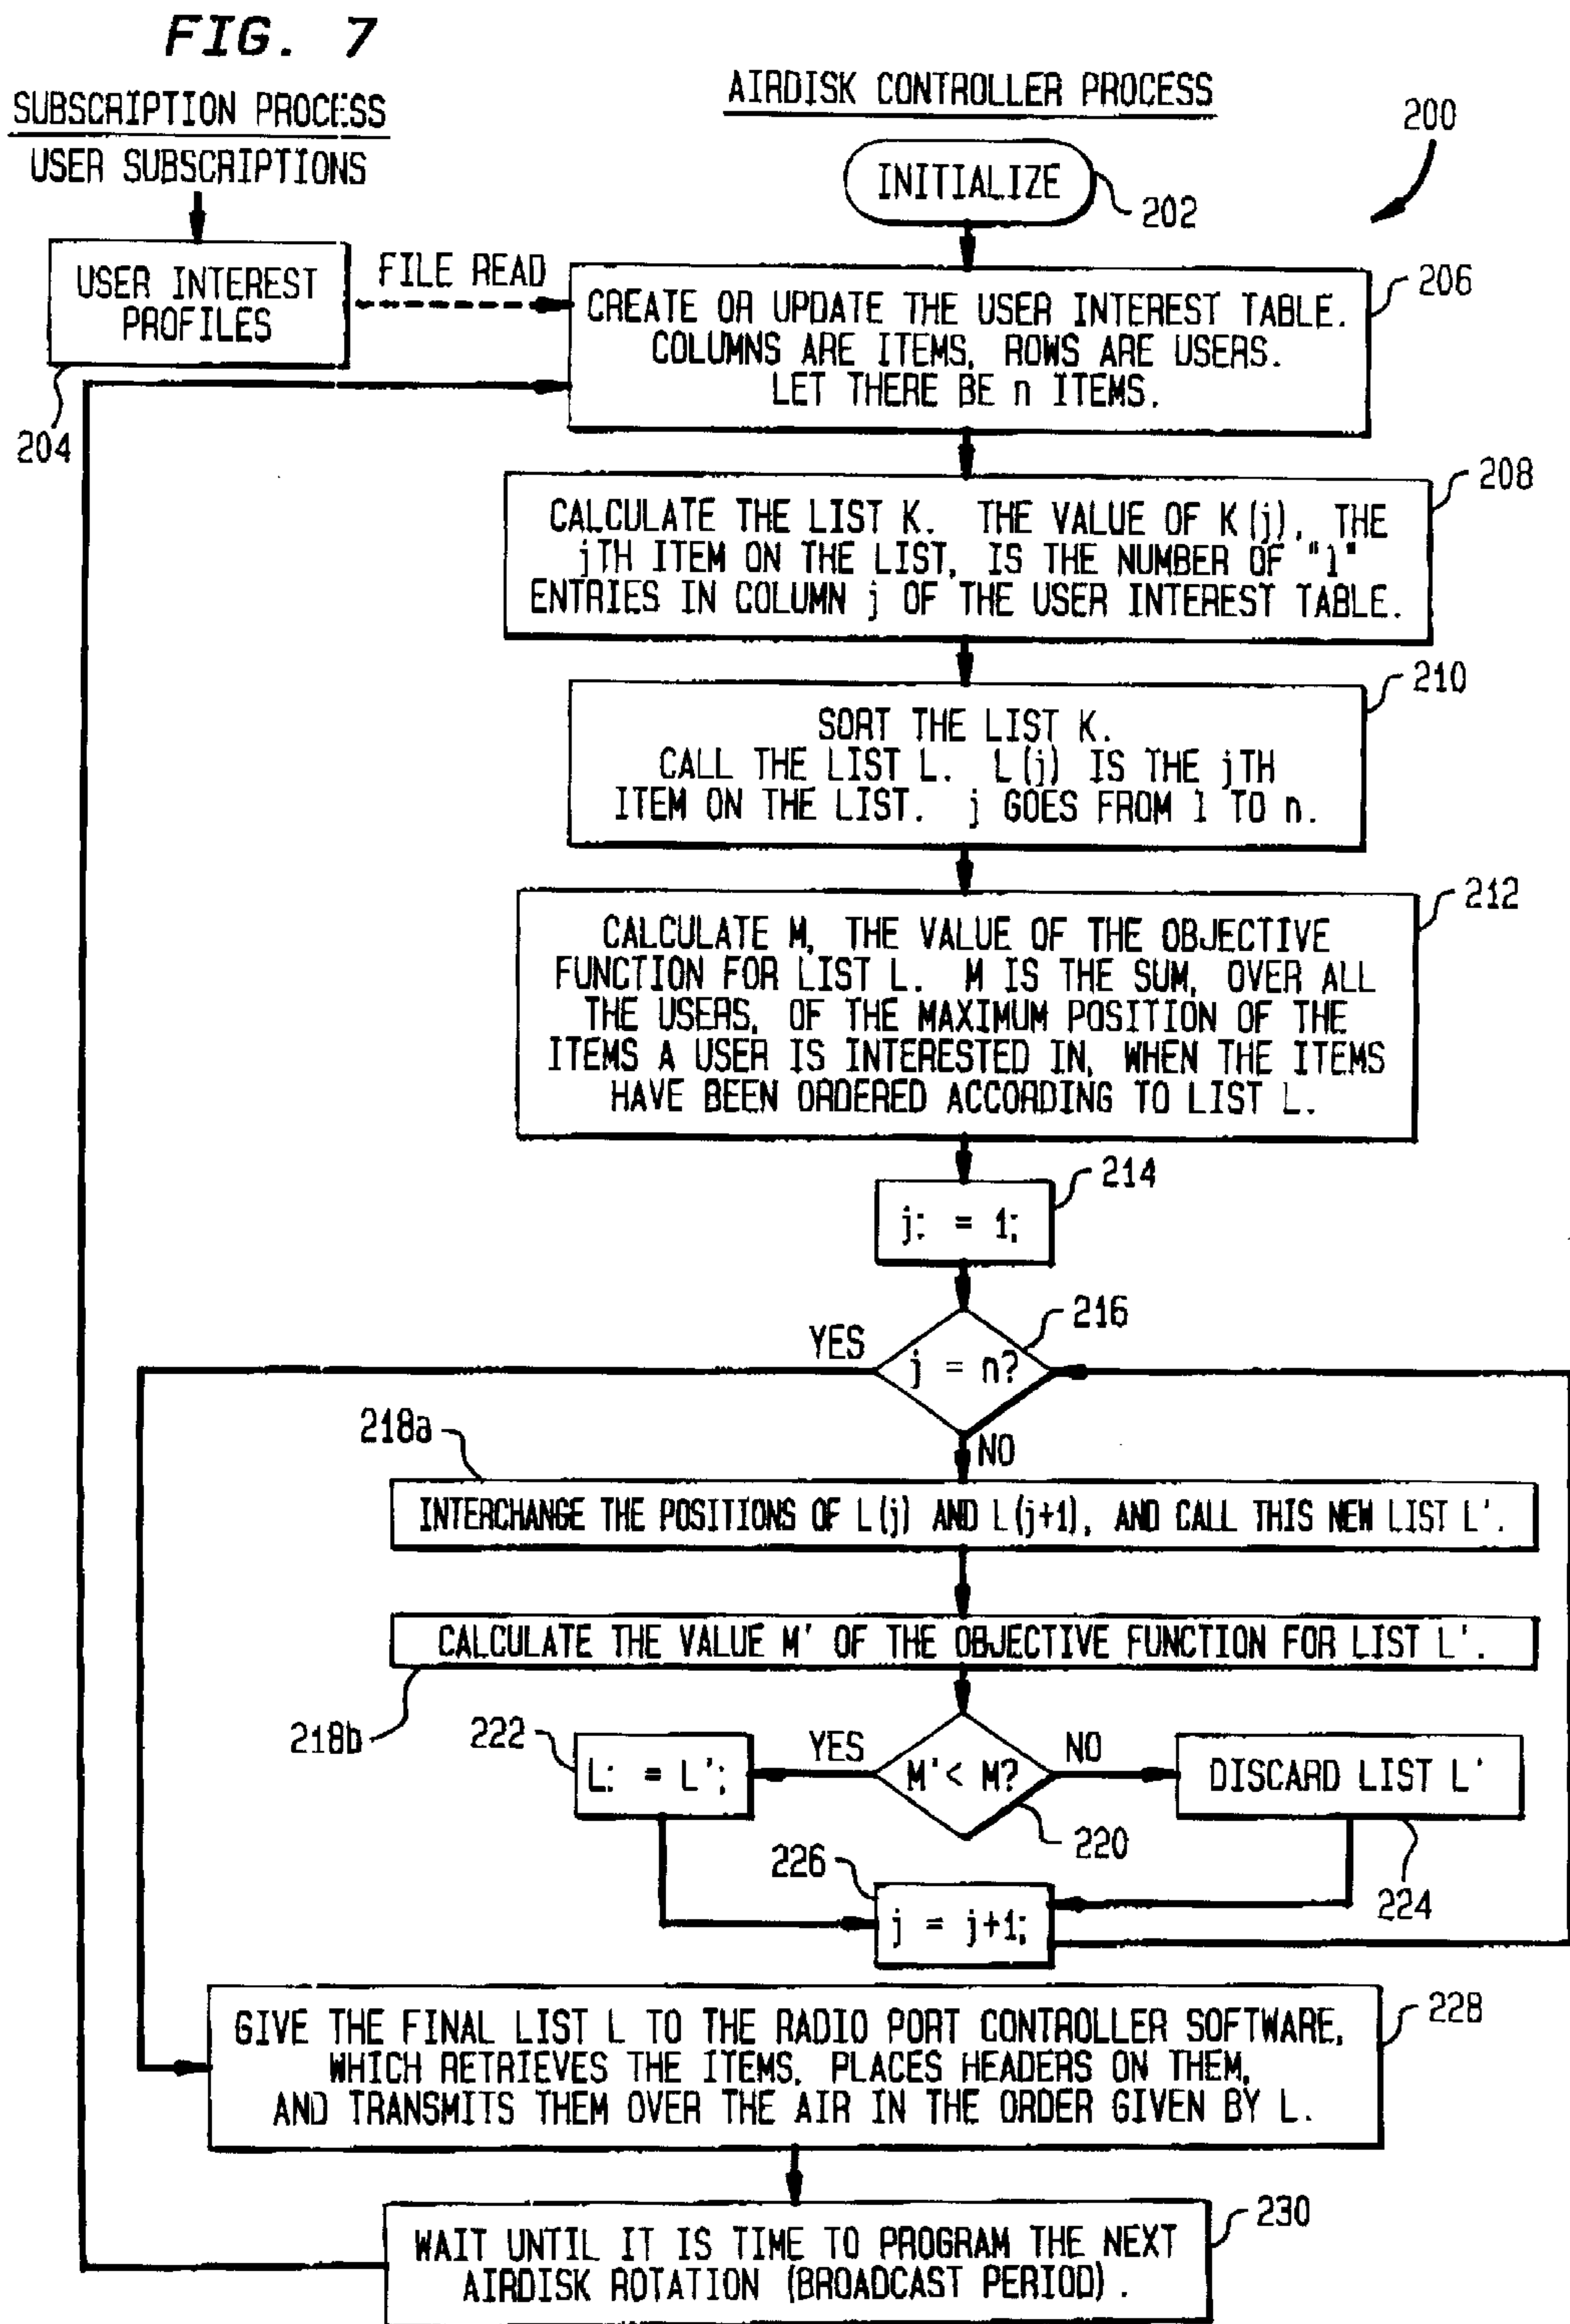 FIG. 7
SUBSCRIPTION PROCESS
USER SUBSCRIPTIONS
AIRDISK CONTROLLER PROCESS
200
INITIALIZE
202
USER INTEREST
PROFILES
204
FILE READ
CREATE OR UPDATE THE USER INTEREST TABLE.
COLUMNS ARE ITEMS, ROWS ARE USERS.
LET THERE BE n ITEMS.
206
CALCULATE THE LIST K. THE VALUE OF K(j), THE
jTH ITEM ON THE LIST, IS THE NUMBER OF "1"
ENTRIES IN COLUMN j OF THE USER INTEREST TABLE.
208
SORT THE LIST K.
CALL THE LIST L. L(j) IS THE jTH
ITEM ON THE LIST. j GOES FROM 1 TO n.
210
CALCULATE M, THE VALUE OF THE OBJECTIVE
FUNCTION FOR LIST L. M IS THE SUM, OVER ALL
THE USERS, OF THE MAXIMUM POSITION OF THE
ITEMS A USER IS INTERESTED IN, WHEN THE ITEMS
HAVE BEEN ORDERED ACCORDING TO LIST L.
212
j: = 1;
214
j = n?
216
YES
NO
218a
INTERCHANGE THE POSITIONS OF L(j) AND L(j+1), AND CALL THIS NEW LIST L'.
CALCULATE THE VALUE M' OF THE OBJECTIVE FUNCTION FOR LIST L'.
218b
222
L: = L';
YES
M'< M?
NO
220
DISCARD LIST L'
224
226
j = j+1;
GIVE THE FINAL LIST L TO THE RADIO PORT CONTROLLER SOFTWARE,
WHICH RETRIEVES THE ITEMS, PLACES HEADERS ON THEM,
AND TRANSMITS THEM OVER THE AIR IN THE ORDER GIVEN BY L.
228
WAIT UNTIL IT IS TIME TO PROGRAM THE NEXT
AIRDISK ROTATION (BROADCAST PERIOD).
230